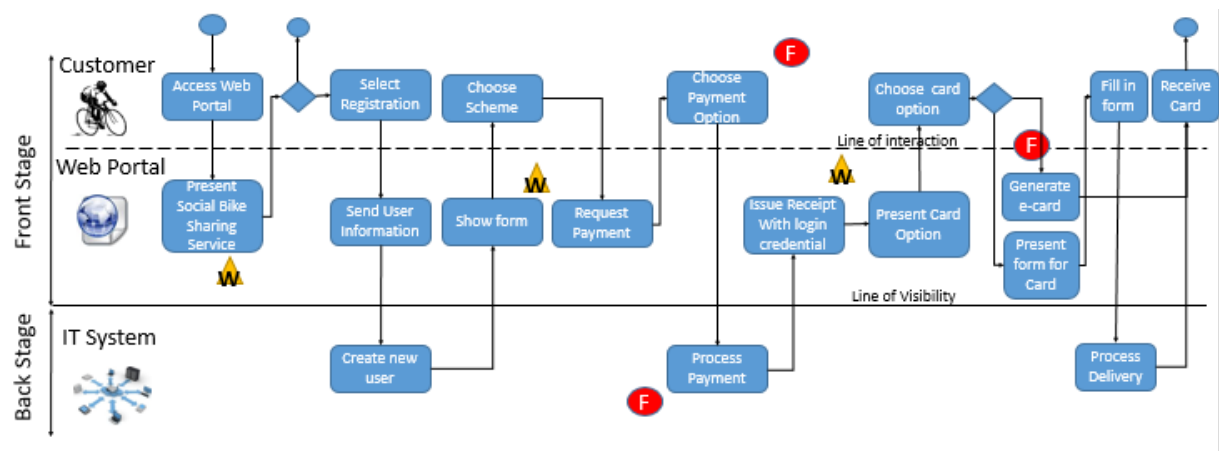 Customer
Access Web
Portal
Select
Registration
Choose
Scheme
Choose
Payment
Option
F
Choose card
option
Fill in
form
Receive
Card
Line of interaction
F
Front Stage
Web Portal
Present
Social Bike
Sharing
Service
W
Send User
Information
Show form
W
Request
Payment
Issue Receipt
With login
credential
W
Present Card
Option
Generate
e-card
Present
form for
Card
Line of Visibility
Back Stage
IT System
Create new
user
F
Process
Payment
Process
Delivery